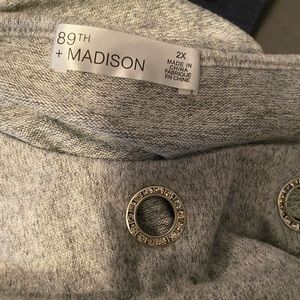 89TH
+ MADISON
2X
MADE IN
CHINA
FABRIQUÉ
EN CHINE